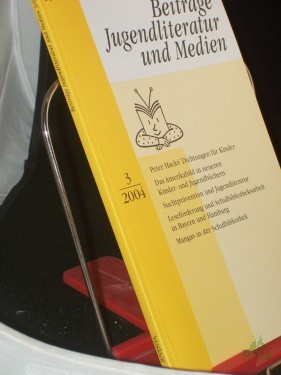 Beiträge
Jugendliteratur
und Medien
3
2004
Peter Hacks' Dichtungen für Kinder
Das Amerikabild in neueren
Kinder- und Jugendbüchern
Suchtprävention und Jugendliteratur
Leseförderung und Schulbibliotheksarbeit
in Bayern und Hamburg
Mangas in der Schulbibliothek
JUVENTA